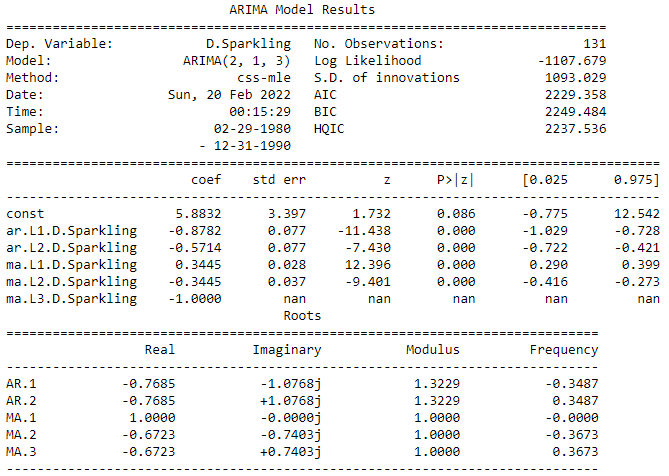 ARIMA Model Results
==============================================================================
Dep. Variable:            D.Sparkling   No. Observations:                  131
Model:                 ARIMA(2, 1, 3)   Log Likelihood               -1107.679
Method:                       css-mle   S.D. of innovations           1093.029
Date:                Sun, 20 Feb 2022   AIC                           2229.358
Time:                        00:15:29   BIC                           2249.484
Sample:                    02-29-1980   HQIC                          2237.536
                         - 12-31-1990
=====================================================================================
                        coef    std err          z      P>|z|      [0.025      0.975]
-------------------------------------------------------------------------------------
const                 5.8832      3.397      1.732      0.086      -0.775      12.542
ar.L1.D.Sparkling    -0.8782      0.077    -11.438      0.000      -1.029      -0.728
ar.L2.D.Sparkling    -0.5714      0.077     -7.430      0.000      -0.722      -0.421
ma.L1.D.Sparkling     0.3445      0.028     12.396      0.000       0.290       0.399
ma.L2.D.Sparkling    -0.3445      0.037     -9.401      0.000      -0.416      -0.273
ma.L3.D.Sparkling    -1.0000        nan        nan        nan         nan         nan
                                    Roots
=============================================================================
                  Real          Imaginary           Modulus         Frequency
-----------------------------------------------------------------------------
AR.1           -0.7685           -1.0768j            1.3229           -0.3487
AR.2           -0.7685           +1.0768j            1.3229            0.3487
MA.1            1.0000           -0.0000j            1.0000           -0.0000
MA.2           -0.6723           -0.7403j            1.0000           -0.3673
MA.3           -0.6723           +0.7403j            1.0000            0.3673
-----------------------------------------------------------------------------